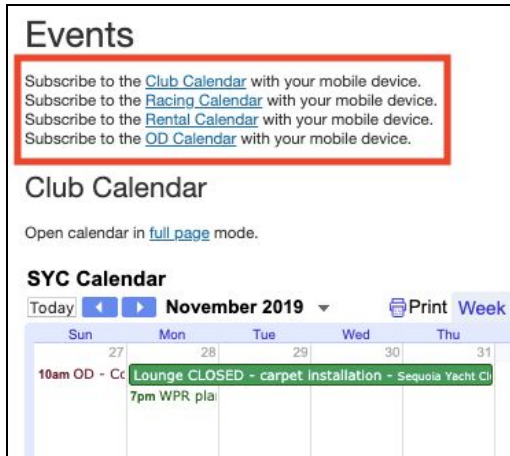 Events
Subscribe to the Club Calendar with your mobile device.
Subscribe to the Racing Calendar with your mobile device.
Subscribe to the Rental Calendar with your mobile device.
Subscribe to the OD Calendar with your mobile device.
Club Calendar
Open calendar in full page mode.
SYC Calendar
Today November 2019 Print Week
Sun Mon Tue Wed Thu
27 28 29 30 31
10am OD - Lounge CLOSED - carpet installation - Sequoia Yacht
7pm WPR